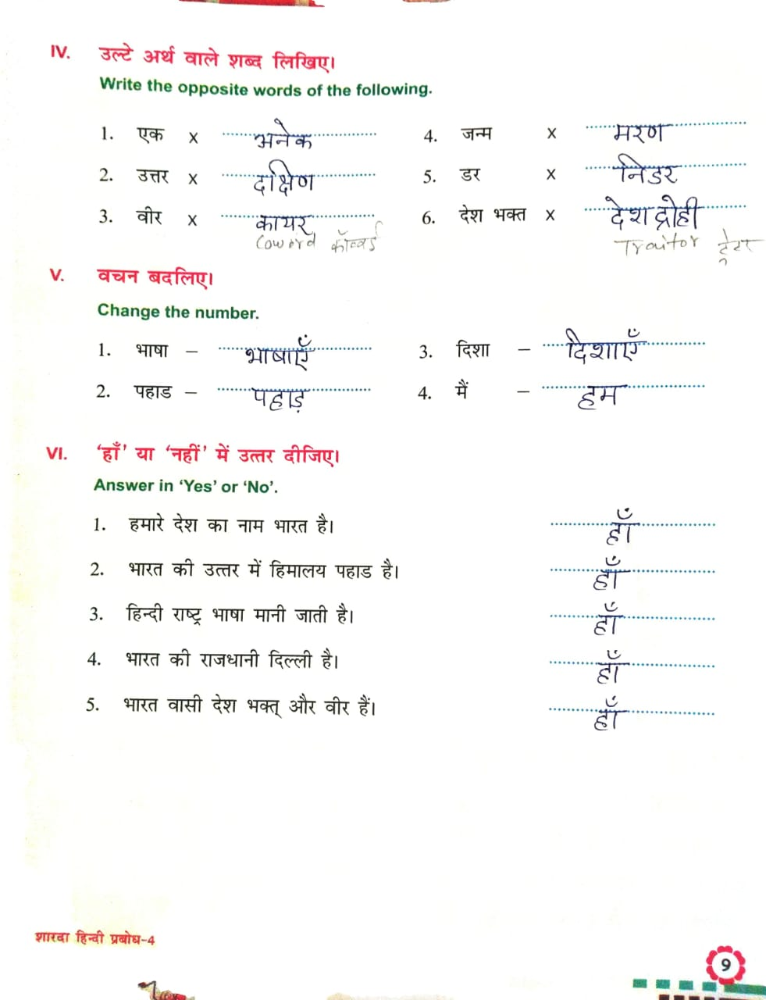 IV. उल्टे अर्थ वाले शब्द लिखिए।
Write the opposite words of the following.
1. एक x अनेक 4. जन्म x मरण
2. उत्तर x दक्षिण 5. डर x निडर
3. वीर x कायर 6. देश भक्त x देशद्रोही
Coword कॉवर्ड Traitor ट्रेटर
V. वचन बदलिए।
Change the number.
1. भाषा – भाषाएँ 3. दिशा – दिशाएँ
2. पहाड – पहाड़ 4. मैं – हम
VI. 'हाँ' या 'नहीं' में उत्तर दीजिए।
Answer in 'Yes' or 'No'.
1. हमारे देश का नाम भारत है। हाँ
2. भारत की उत्तर में हिमालय पहाड है। हाँ
3. हिन्दी राष्ट्र भाषा मानी जाती है। हाँ
4. भारत की राजधानी दिल्ली है। हाँ
5. भारत वासी देश भक्त् और वीर हैं। हाँ
शारदा हिन्दी प्रबोध-4
9